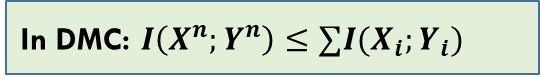 In DMC: I(Xⁿ; Yⁿ) ≤ ∑I(Xᵢ; Yᵢ)